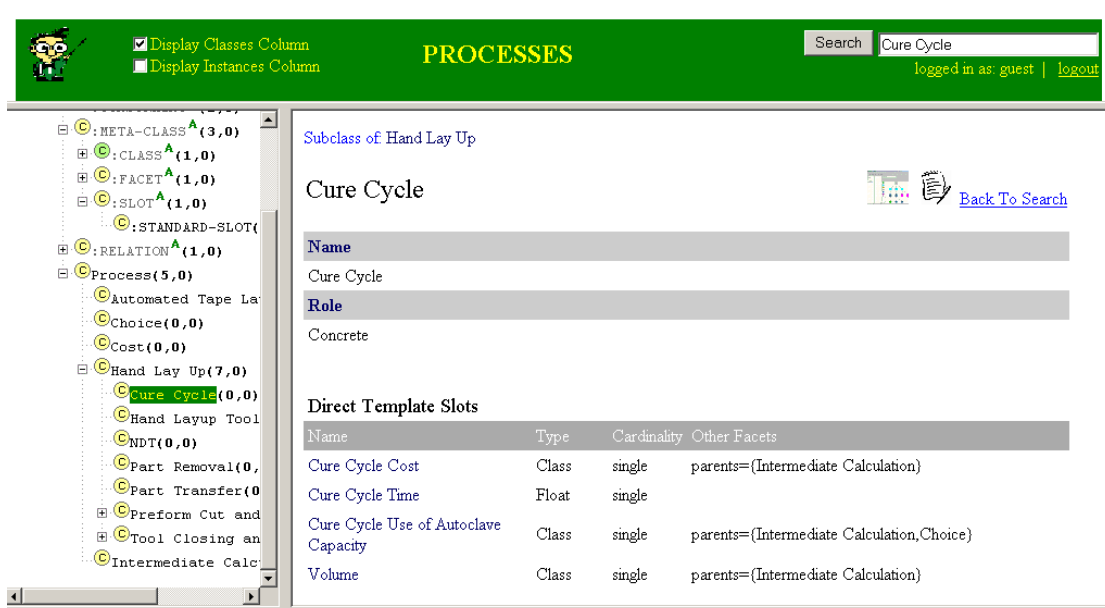 Display Classes Column
Display Instances Column
PROCESSES
Search
Cure Cycle
logged in as: guest | logout
C:META-CLASS A(3,0)
C:CLASS A(1,0)
C:FACET A(1,0)
C:SLOT A(1,0)
C:STANDARD-SLOT(
C:RELATION A(1,0)
C Process(5,0)
C Automated Tape La
C Choice(0,0)
C Cost(0,0)
C Hand Lay Up(7,0)
C Cure Cycle(0,0)
C Hand Layup Tool
C NDT(0,0)
C Part Removal(0,
C Part Transfer(0
C Preform Cut and
C Tool Closing an
C Intermediate Calc
Subclass of: Hand Lay Up
Cure Cycle
Back To Search
Name
Cure Cycle
Role
Concrete
Direct Template Slots
Name Type Cardinality Other Facets
Cure Cycle Cost Class single parents={Intermediate Calculation}
Cure Cycle Time Float single
Cure Cycle Use of Autoclave
Capacity Class single parents={Intermediate Calculation,Choice}
Volume Class single parents={Intermediate Calculation}